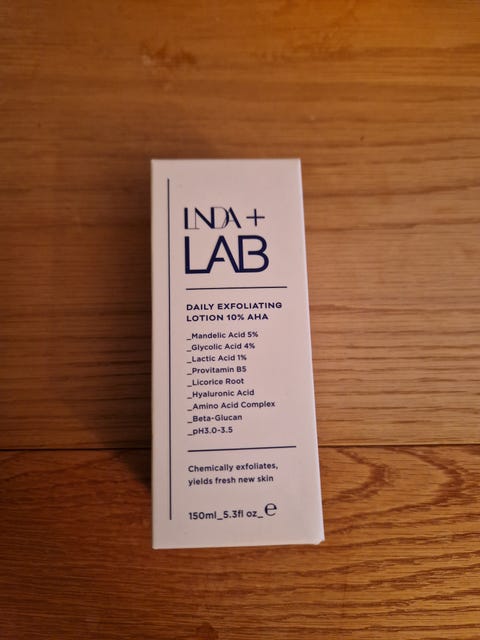 LNDA +
LAB
DAILY EXFOLIATING
LOTION 10% AHA
_Mandelic Acid 5%
_Glycolic Acid 4%
_Lactic Acid 1%
_Provitamin B5
_Licorice Root
_Hyaluronic Acid
_Amino Acid Complex
_Beta-Glucan
_pH3.0-3.5
Chemically exfoliates,
yields fresh new skin
150ml_5.3fl oz_℮